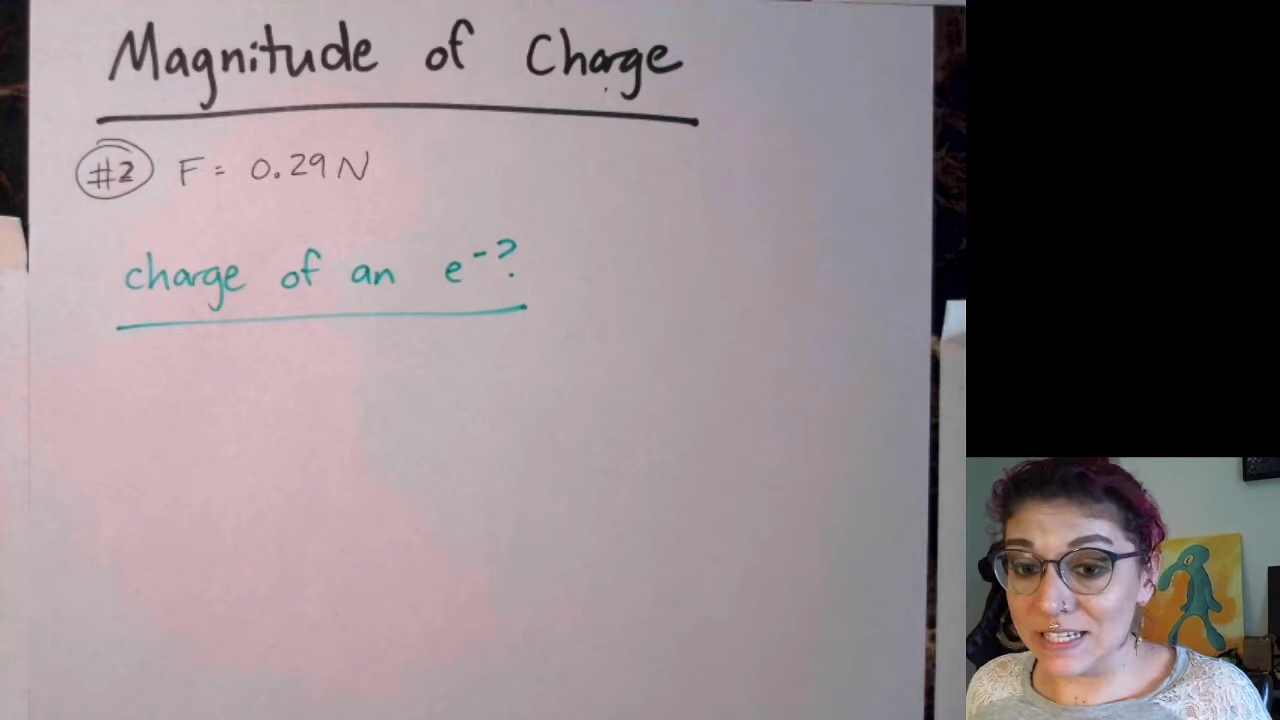 Magnitude of Charge
#2 F = 0.29 N
charge of an e⁻?